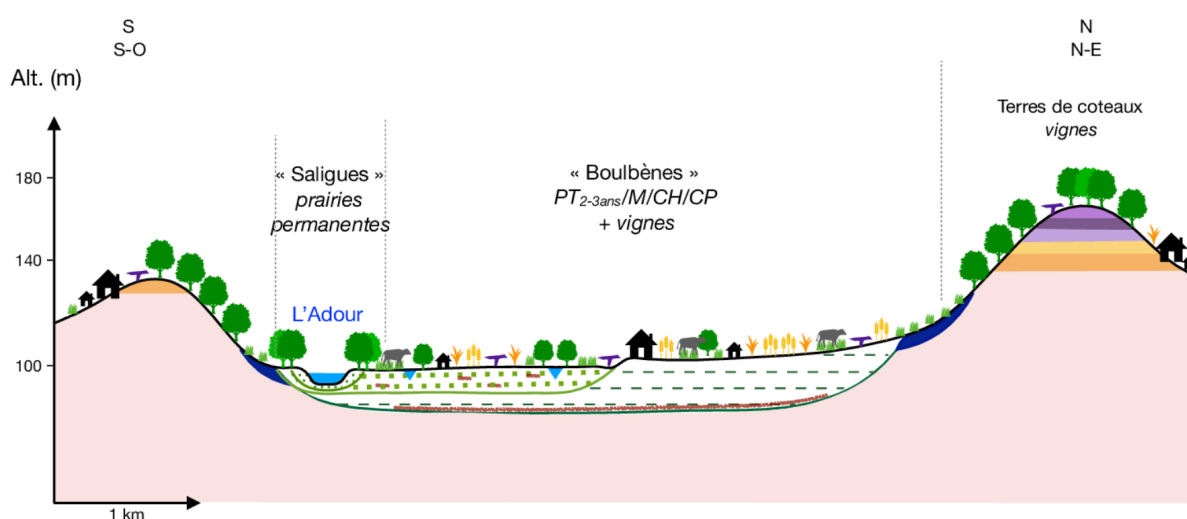 S
S-O
N
N-E
Alt. (m)
Terres de coteaux
vignes
« Saligues »
prairies
permanentes
« Boulbènes »
PT2-3ans/M/CH/CP
+ vignes
180
140
L'Adour
100
1 km